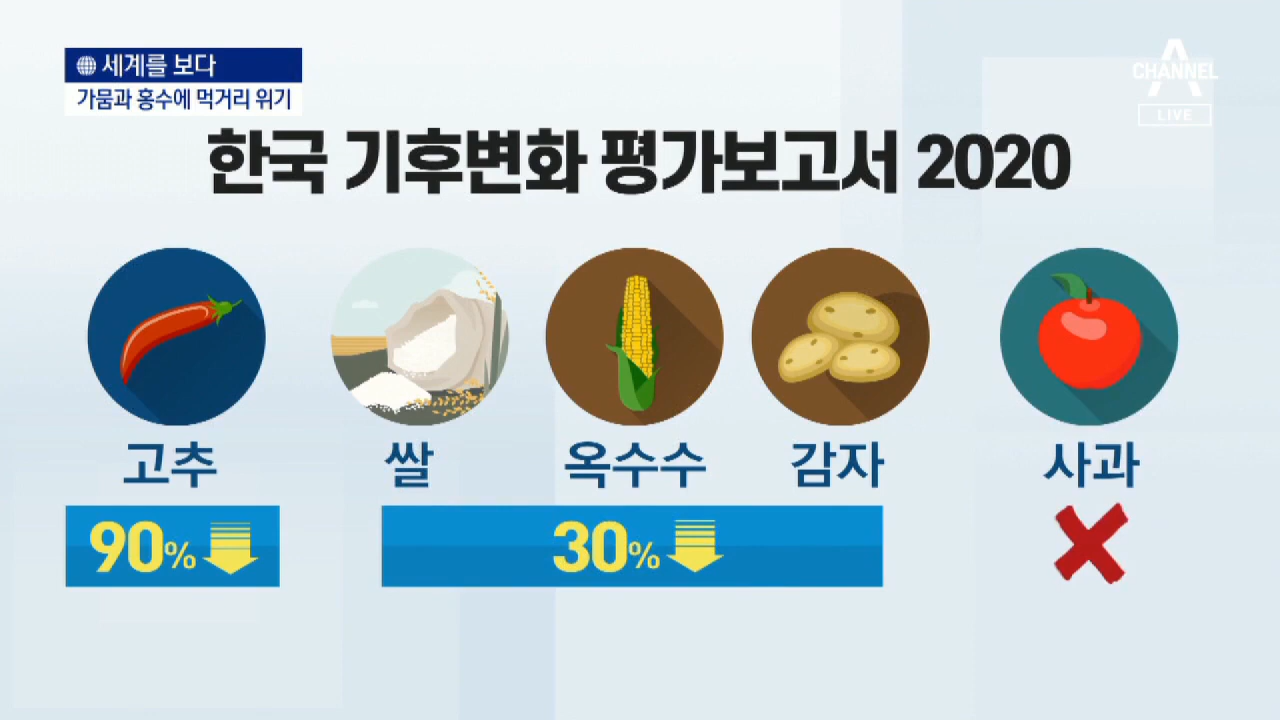 세계를 보다
가뭄과 홍수에 먹거리 위기
CHANNEL A
LIVE
한국 기후변화 평가보고서 2020
고추 쌀 옥수수 감자 사과
90% 30%